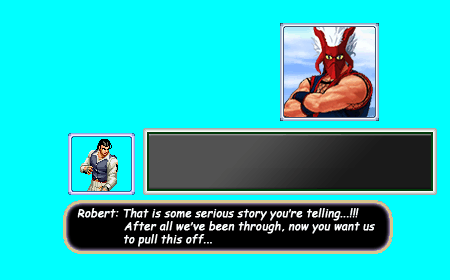 Robert: That is some serious story you're telling...!!!
After all we've been through, now you want us
to pull this off...